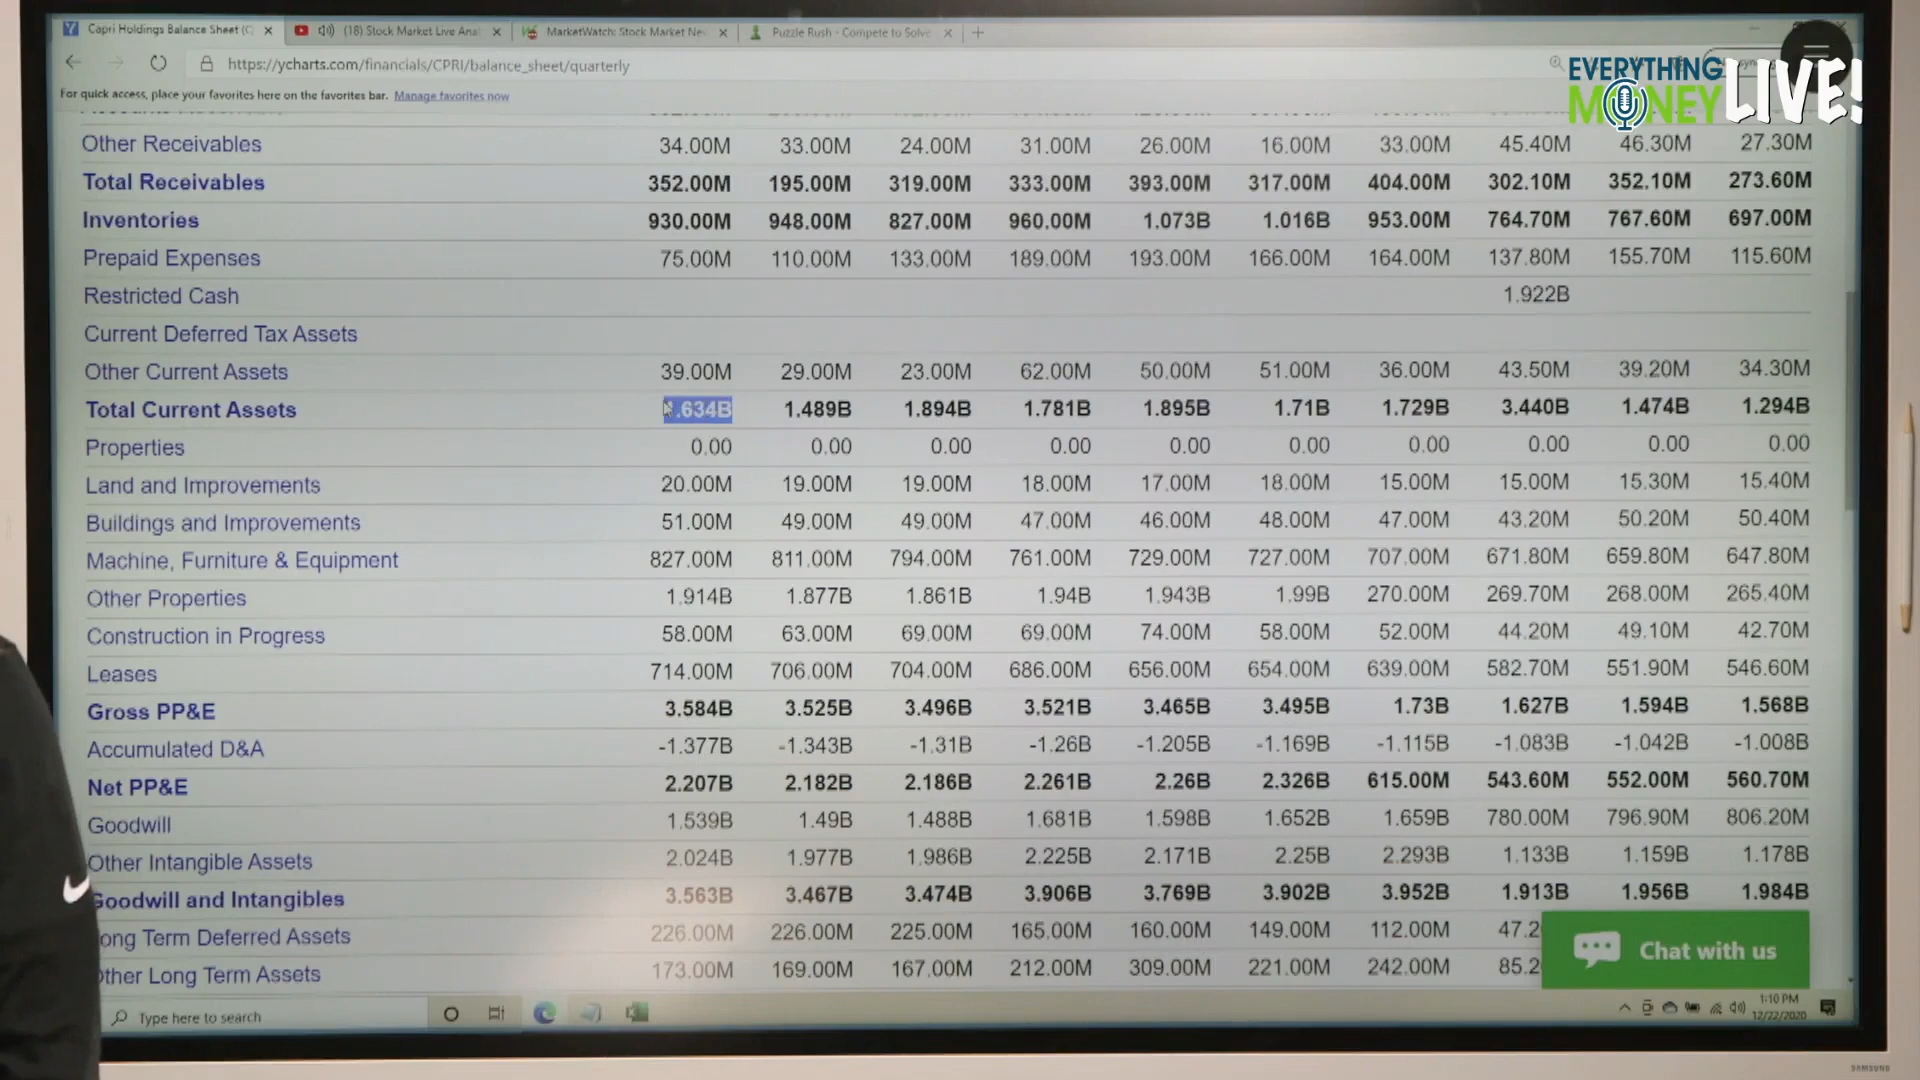 Capri Holdings Balance Sheet (C
(18) Stock Market Live Anal
MarketWatch: Stock Market Nev
Puzzle Rush - Compete to Solve
https://ycharts.com/financials/CPRI/balance_sheet/quarterly
For quick access, place your favorites here on the favorites bar. Manage favorites now
EVERYTHING
MONEY
LIVE!
Other Receivables 34.00M 33.00M 24.00M 31.00M 26.00M 16.00M 33.00M 45.40M 46.30M 27.30M
Total Receivables 352.00M 195.00M 319.00M 333.00M 393.00M 317.00M 404.00M 302.10M 352.10M 273.60M
Inventories 930.00M 948.00M 827.00M 960.00M 1.073B 1.016B 953.00M 764.70M 767.60M 697.00M
Prepaid Expenses 75.00M 110.00M 133.00M 189.00M 193.00M 166.00M 164.00M 137.80M 155.70M 115.60M
Restricted Cash 1.922B
Current Deferred Tax Assets
Other Current Assets 39.00M 29.00M 23.00M 62.00M 50.00M 51.00M 36.00M 43.50M 39.20M 34.30M
Total Current Assets .634B 1.489B 1.894B 1.781B 1.895B 1.71B 1.729B 3.440B 1.474B 1.294B
Properties 0.00 0.00 0.00 0.00 0.00 0.00 0.00 0.00 0.00 0.00
Land and Improvements 20.00M 19.00M 19.00M 18.00M 17.00M 18.00M 15.00M 15.00M 15.30M 15.40M
Buildings and Improvements 51.00M 49.00M 49.00M 47.00M 46.00M 48.00M 47.00M 43.20M 50.20M 50.40M
Machine, Furniture & Equipment 827.00M 811.00M 794.00M 761.00M 729.00M 727.00M 707.00M 671.80M 659.80M 647.80M
Other Properties 1.914B 1.877B 1.861B 1.94B 1.943B 1.99B 270.00M 269.70M 268.00M 265.40M
Construction in Progress 58.00M 63.00M 69.00M 69.00M 74.00M 58.00M 52.00M 44.20M 49.10M 42.70M
Leases 714.00M 706.00M 704.00M 686.00M 656.00M 654.00M 639.00M 582.70M 551.90M 546.60M
Gross PP&E 3.584B 3.525B 3.496B 3.521B 3.465B 3.495B 1.73B 1.627B 1.594B 1.568B
Accumulated D&A -1.377B -1.343B -1.31B -1.26B -1.205B -1.169B -1.115B -1.083B -1.042B -1.008B
Net PP&E 2.207B 2.182B 2.186B 2.261B 2.26B 2.326B 615.00M 543.60M 552.00M 560.70M
Goodwill 1.539B 1.49B 1.488B 1.681B 1.598B 1.652B 1.659B 780.00M 796.90M 806.20M
Other Intangible Assets 2.024B 1.977B 1.986B 2.225B 2.171B 2.25B 2.293B 1.133B 1.159B 1.178B
Goodwill and Intangibles 3.563B 3.467B 3.474B 3.906B 3.769B 3.902B 3.952B 1.913B 1.956B 1.984B
ong Term Deferred Assets 226.00M 226.00M 225.00M 165.00M 160.00M 149.00M 112.00M 47.2
Other Long Term Assets 173.00M 169.00M 167.00M 212.00M 309.00M 221.00M 242.00M 85.2
Chat with us
Type here to search
1:10 PM
12/22/2020
SAMSUNG